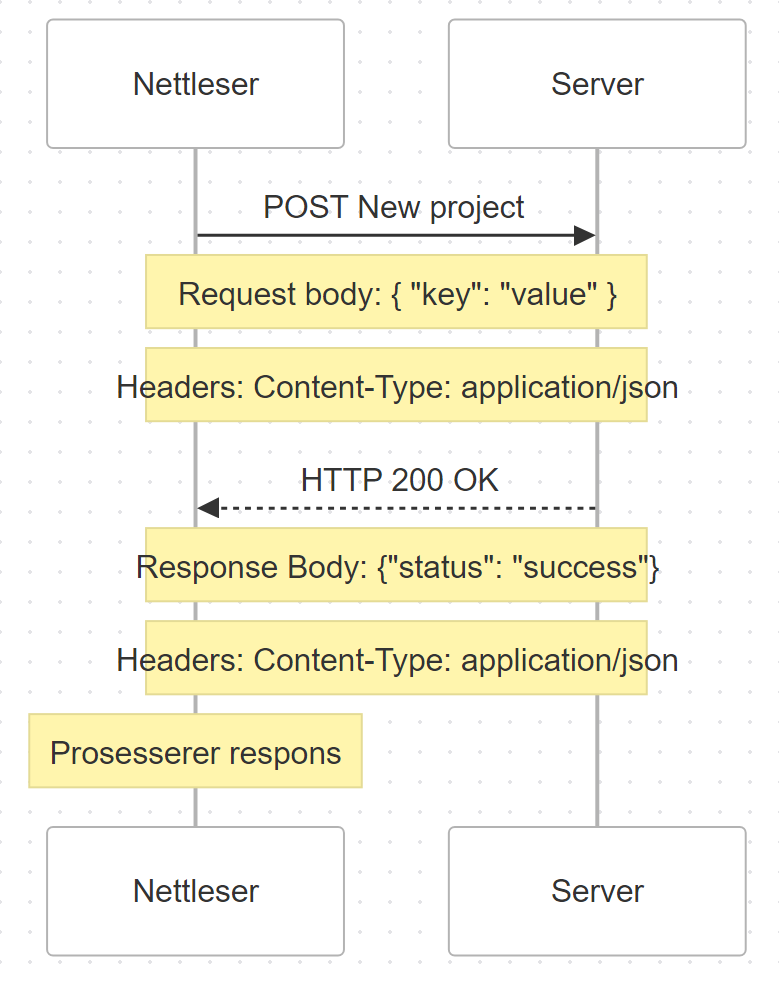 Nettleser
Server
POST New project
Request body: { "key": "value" }
Headers: Content-Type: application/json
HTTP 200 OK
Response Body: {"status": "success"}
Headers: Content-Type: application/json
Prosesserer respons
Nettleser
Server